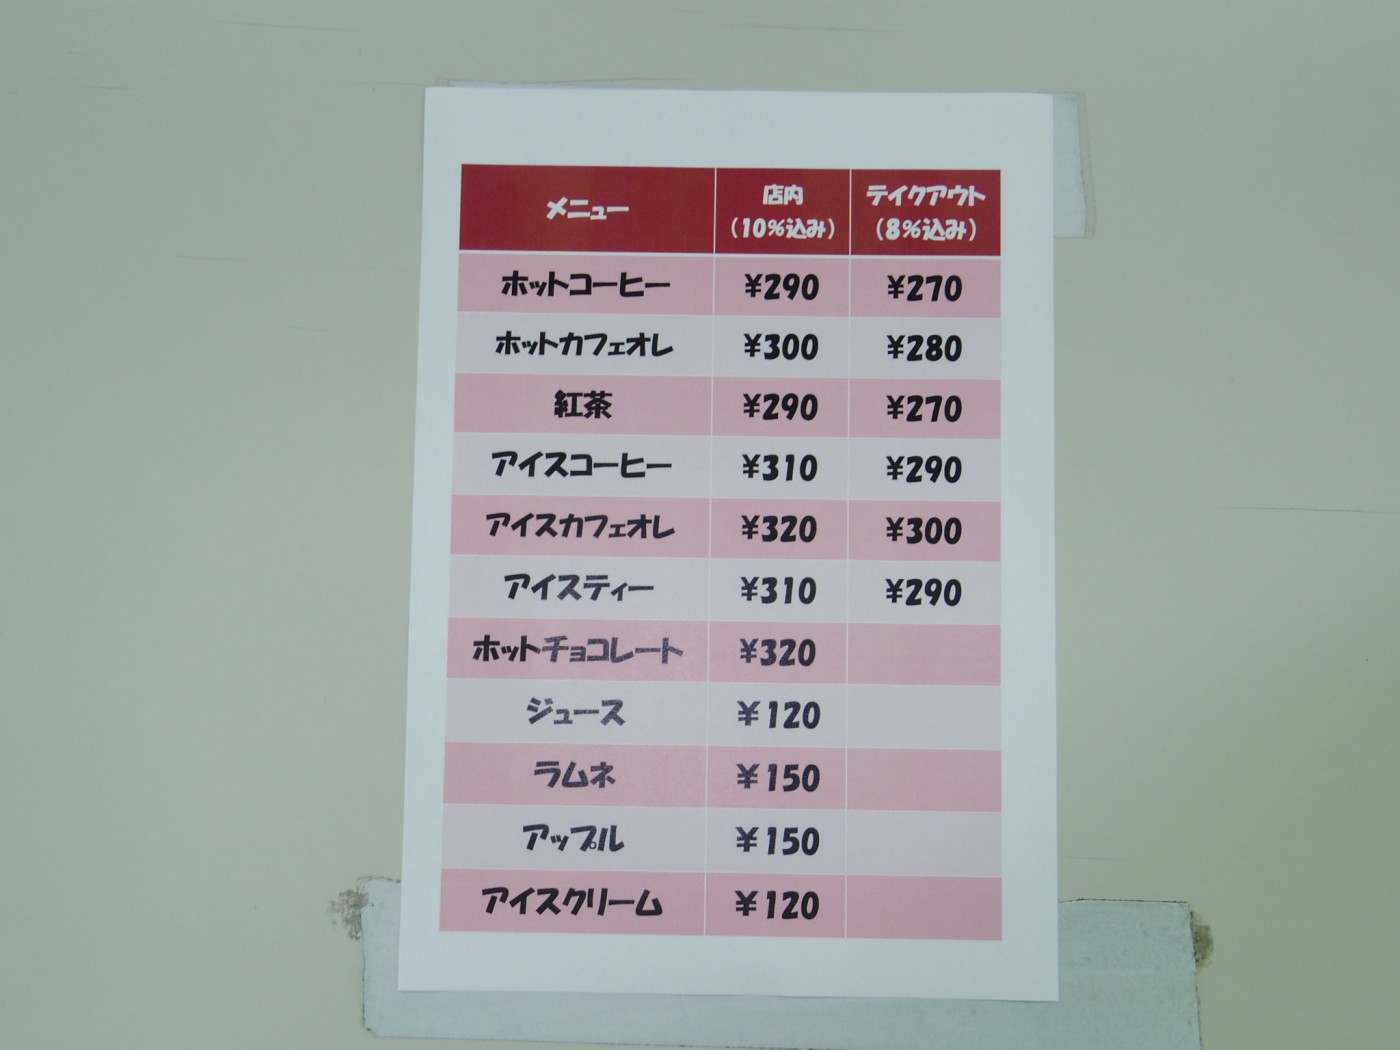 メニュー 店内 テイクアウト
(10%込み) (8%込み)
ホットコーヒー ¥290 ¥270
ホットカフェオレ ¥300 ¥280
紅茶 ¥290 ¥270
アイスコーヒー ¥310 ¥290
アイスカフェオレ ¥320 ¥300
アイスティー ¥310 ¥290
ホットチョコレート ¥320
ジュース ¥120
ラムネ ¥150
アップル ¥150
アイスクリーム ¥120